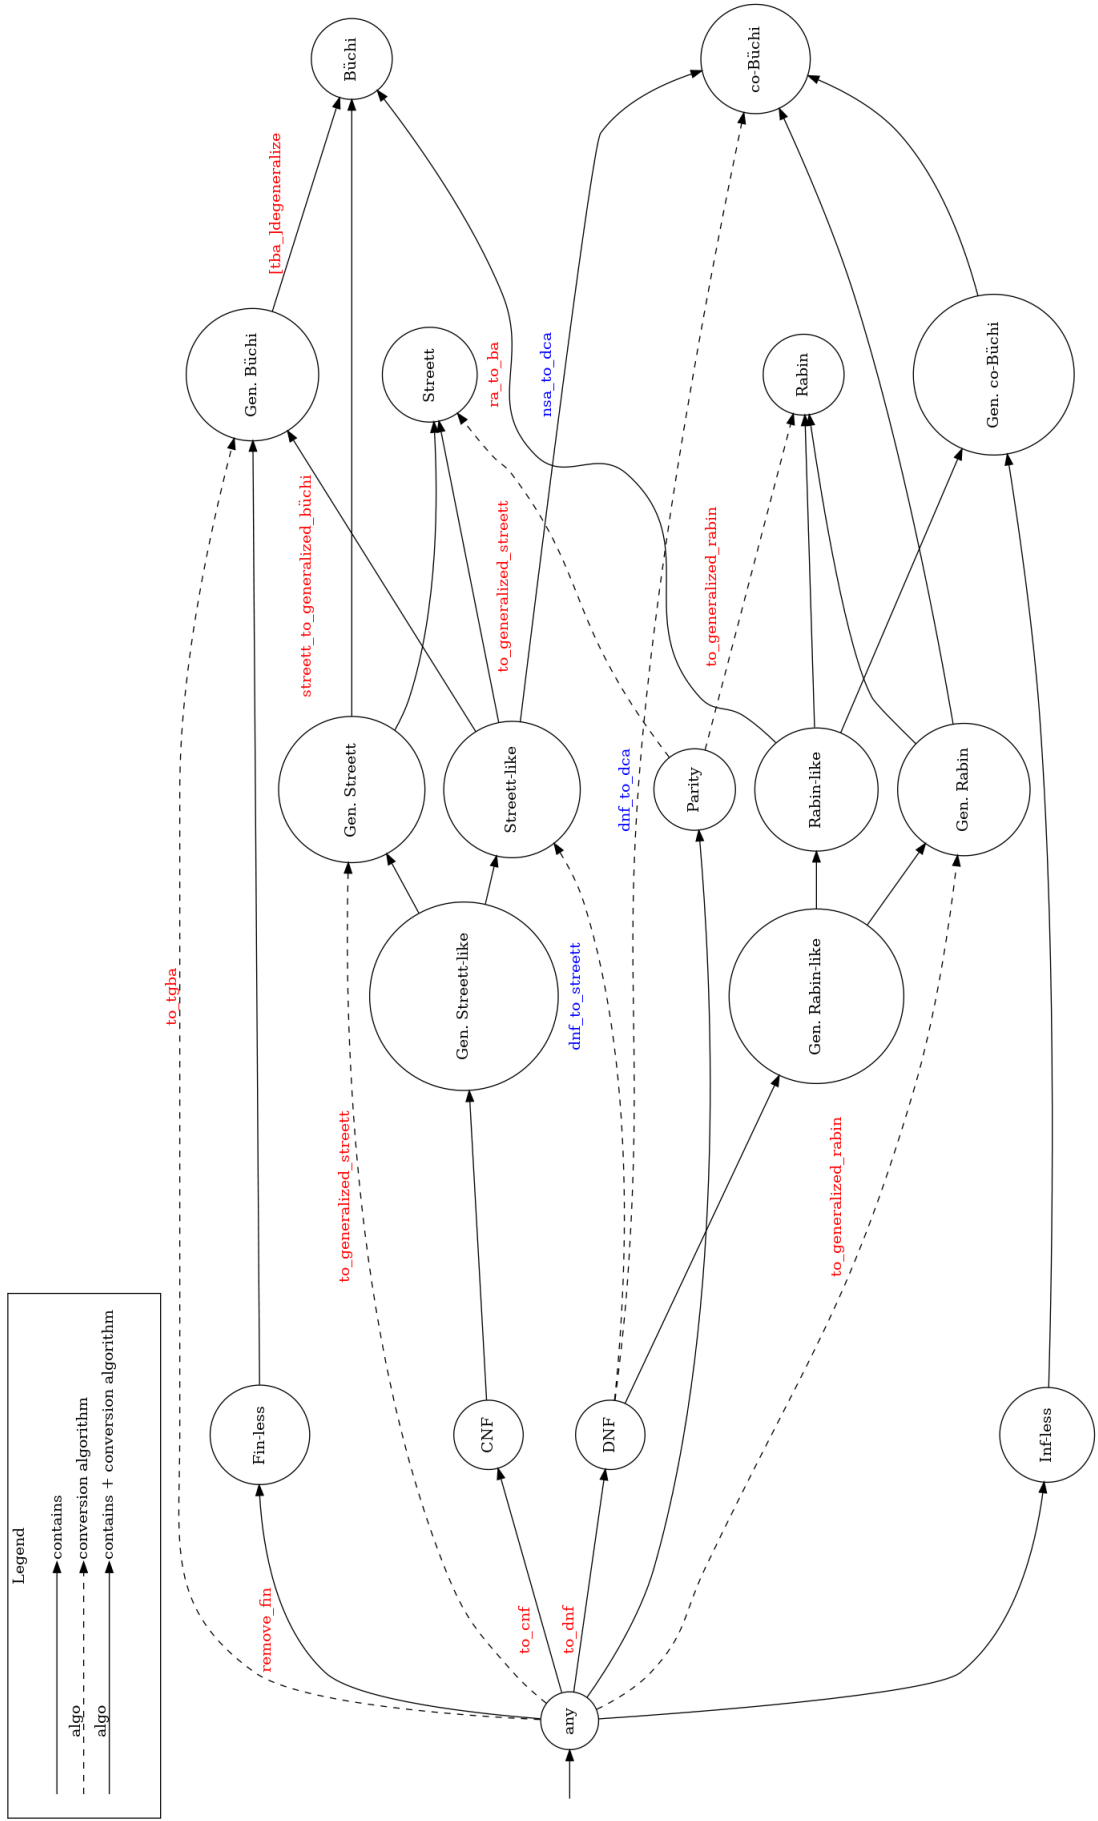 Legend
contains
algo
conversion algorithm
algo
contains + conversion algorithm
to_tgba
remove_fin
Fin-less
Gen. Büchi
[tba_]degeneralize
Büchi
streett_to_generalized_büchi
to_generalized_streett
Gen. Streett
Streett
Gen. Streett-like
CNF
to_cnf
Streett-like
to_generalized_streett
ra_to_ba
nsa_to_dca
any
to_dnf
dnf_to_streett
DNF
dnf_to_dca
Parity
to_generalized_rabin
co-Büchi
Rabin
Gen. Rabin-like
Rabin-like
to_generalized_rabin
Gen. Rabin
Gen. co-Büchi
Inf-less